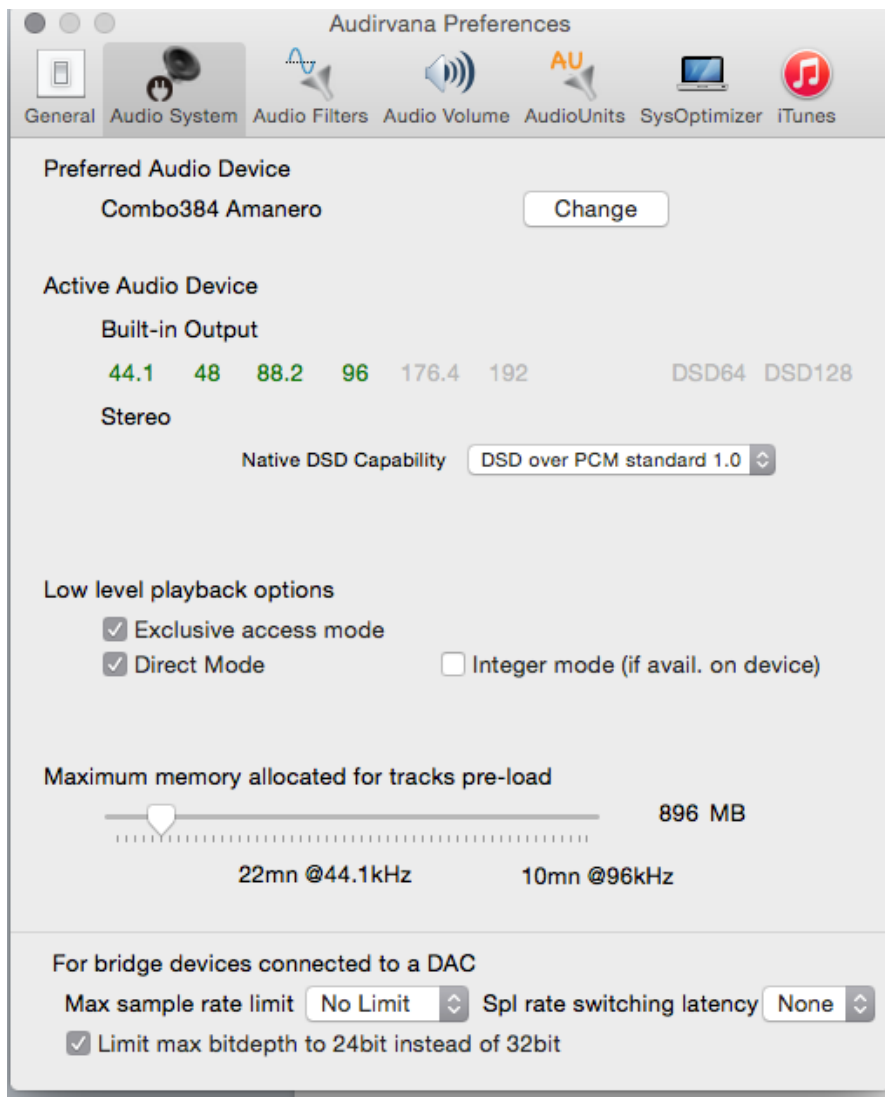 Audirvana Preferences
AU
General Audio System Audio Filters Audio Volume AudioUnits SysOptimizer iTunes
Preferred Audio Device
Combo384 Amanero Change
Active Audio Device
Built-in Output
44.1 48 88.2 96 176.4 192 DSD64 DSD128
Stereo
Native DSD Capability DSD over PCM standard 1.0
Low level playback options
Exclusive access mode
Direct Mode Integer mode (if avail. on device)
Maximum memory allocated for tracks pre-load
896 MB
22mn @44.1kHz 10mn @96kHz
For bridge devices connected to a DAC
Max sample rate limit No Limit Spl rate switching latency None
Limit max bitdepth to 24bit instead of 32bit